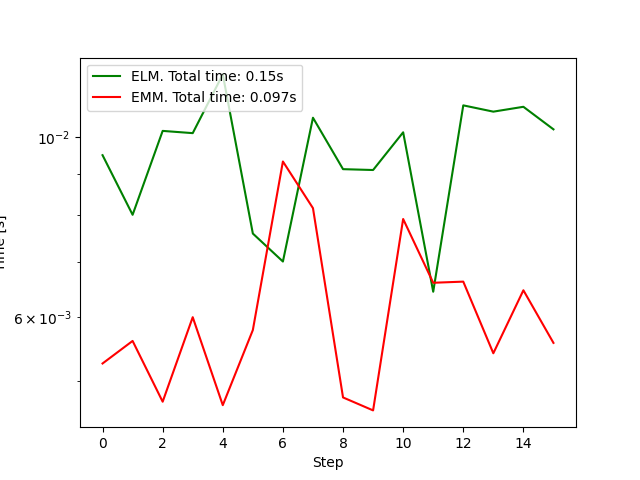 ELM. Total time: 0.15s
EMM. Total time: 0.097s
10⁻²
6 × 10⁻³
[s]
0 2 4 6 8 10 12 14
Step